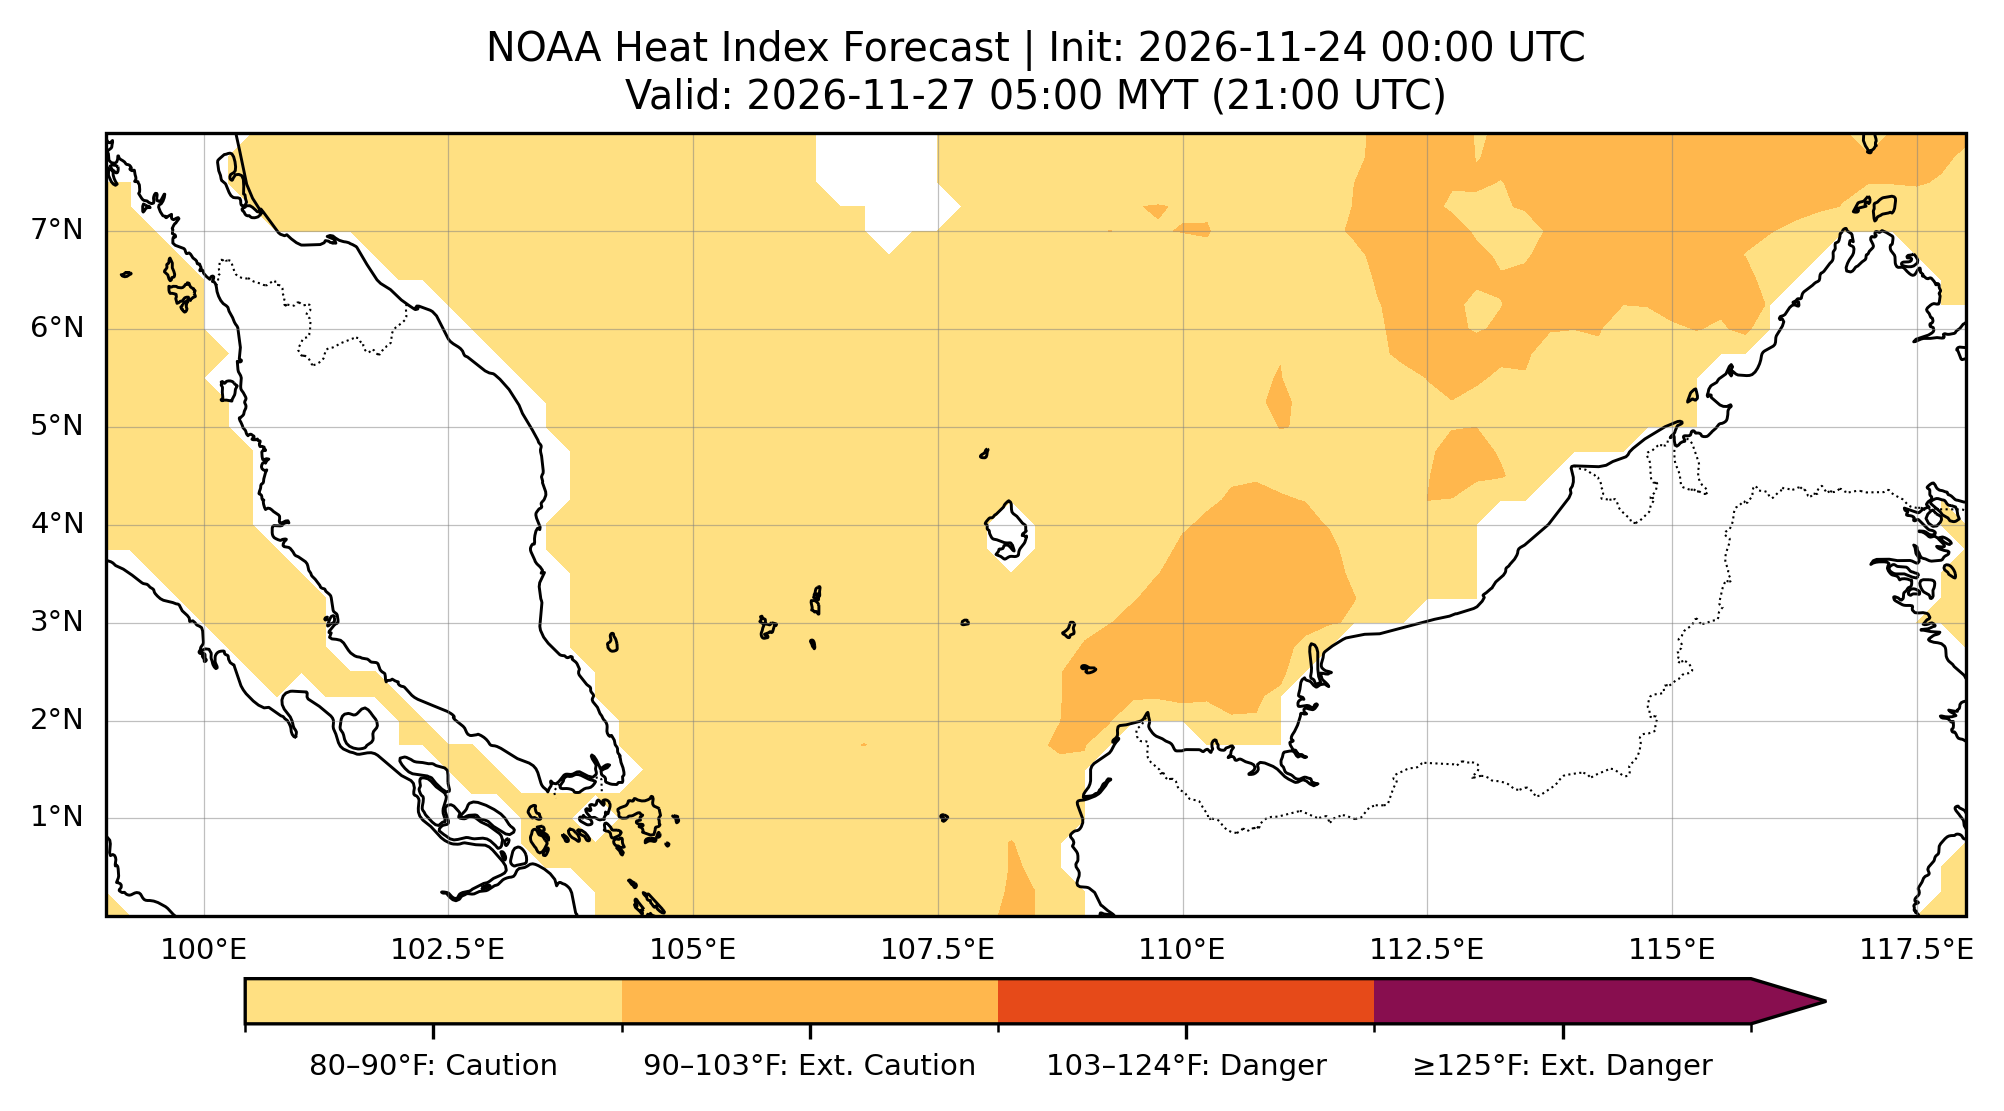 NOAA Heat Index Forecast | Init: 2026-11-24 00:00 UTC
Valid: 2026-11-27 05:00 MYT (21:00 UTC)
7°N
6°N
5°N
4°N
3°N
2°N
1°N
100°E
102.5°E
105°E
107.5°E
110°E
112.5°E
115°E
117.5°E
80–90°F: Caution
90–103°F: Ext. Caution
103–124°F: Danger
≥125°F: Ext. Danger